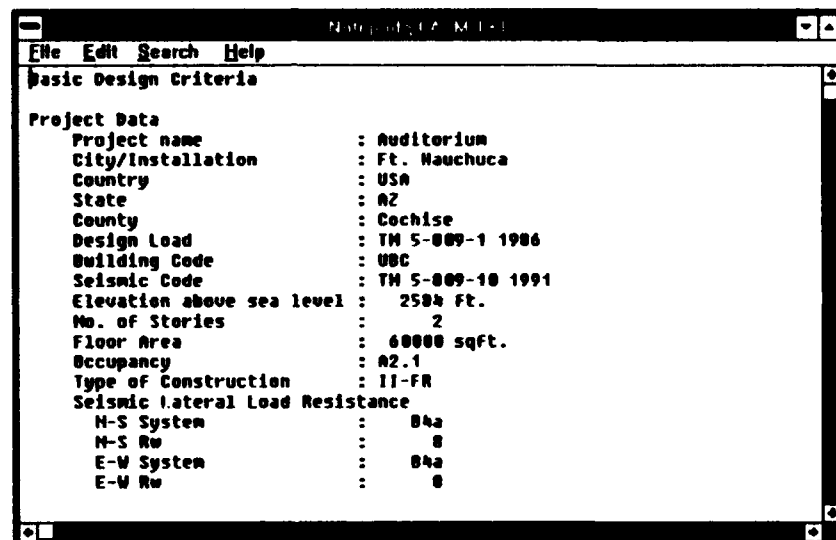 Notepad
File Edit Search Help
Basic Design Criteria
Project Data
Project name : Auditorium
City/Installation : Ft. Hauchuca
Country : USA
State : AZ
County : Cochise
Design Load : TM 5-809-1 1986
Building Code : UBC
Seismic Code : TM 5-809-10 1991
Elevation above sea level : 2584 ft.
No. of Stories : 2
Floor Area : 60000 sqft.
Occupancy : A2.1
Type of Construction : II-FR
Seismic Lateral Load Resistance
N-S System : B4a
N-S Rw : 8
E-W System : B4a
E-W Rw : 8